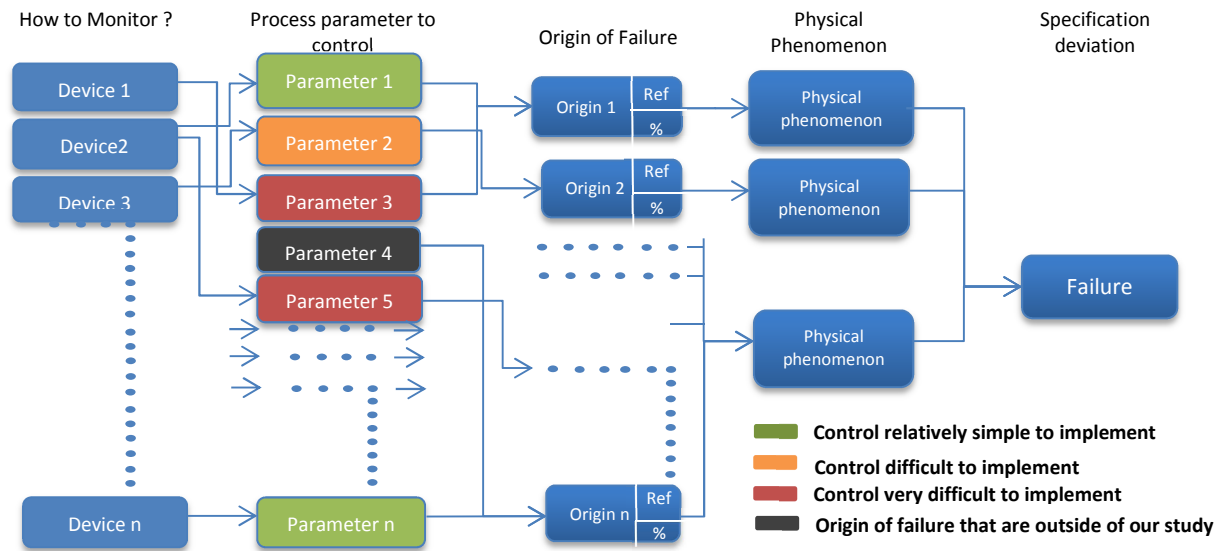 How to Monitor ?
Process parameter to
control
Origin of Failure
Physical
Phenomenon
Specification
deviation
Device 1
Device2
Device 3
Device n
Parameter 1
Parameter 2
Parameter 3
Parameter 4
Parameter 5
Parameter n
Origin 1
Ref
%
Origin 2
Ref
%
Origin n
Ref
%
Physical
phenomenon
Physical
phenomenon
Physical
phenomenon
Failure
Control relatively simple to implement
Control difficult to implement
Control very difficult to implement
Origin of failure that are outside of our study